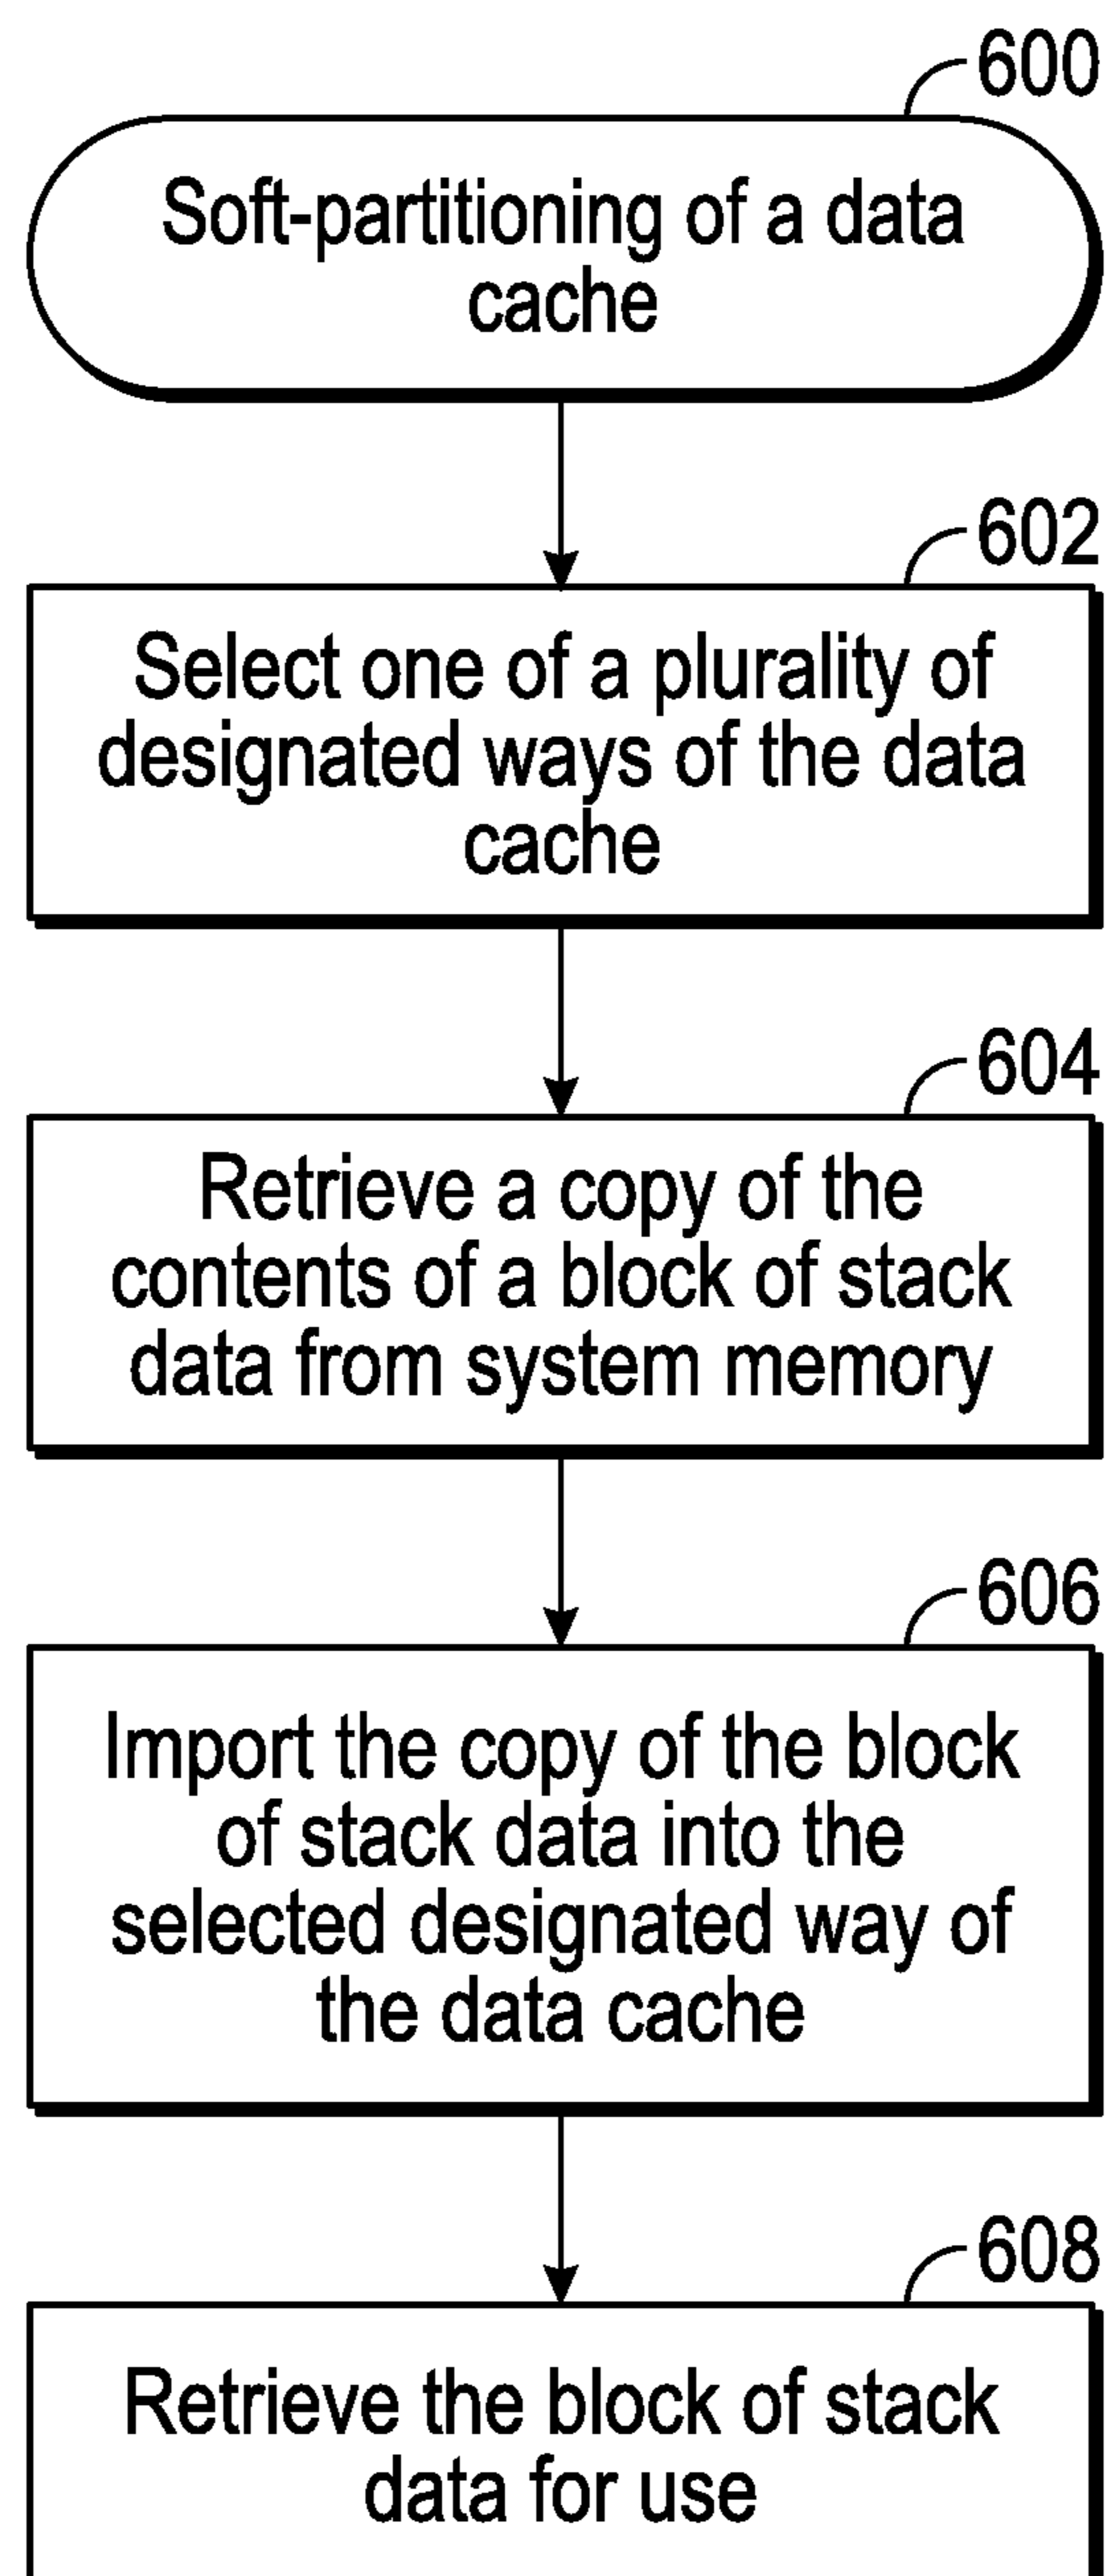 600
Soft-partitioning of a data
cache
602
Select one of a plurality of
designated ways of the data
cache
604
Retrieve a copy of the
contents of a block of stack
data from system memory
606
Import the copy of the block
of stack data into the
selected designated way of
the data cache
608
Retrieve the block of stack
data for use